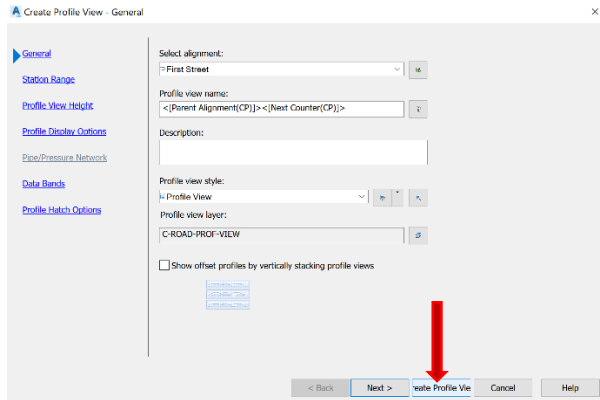 Create Profile View - General
General
Station Range
Profile View Height
Profile Display Options
Pipe/Pressure Network
Data Bands
Profile Hatch Options
Select alignment:
First Street
Profile view name:
<[Parent Alignment(CP)]><[Next Counter(CP)]>
Description:
Profile view style:
Profile View
Profile view layer:
C-ROAD-PROF-VIEW
Show offset profiles by vertically stacking profile views
< Back
Next >
reate Profile Vie
Cancel
Help